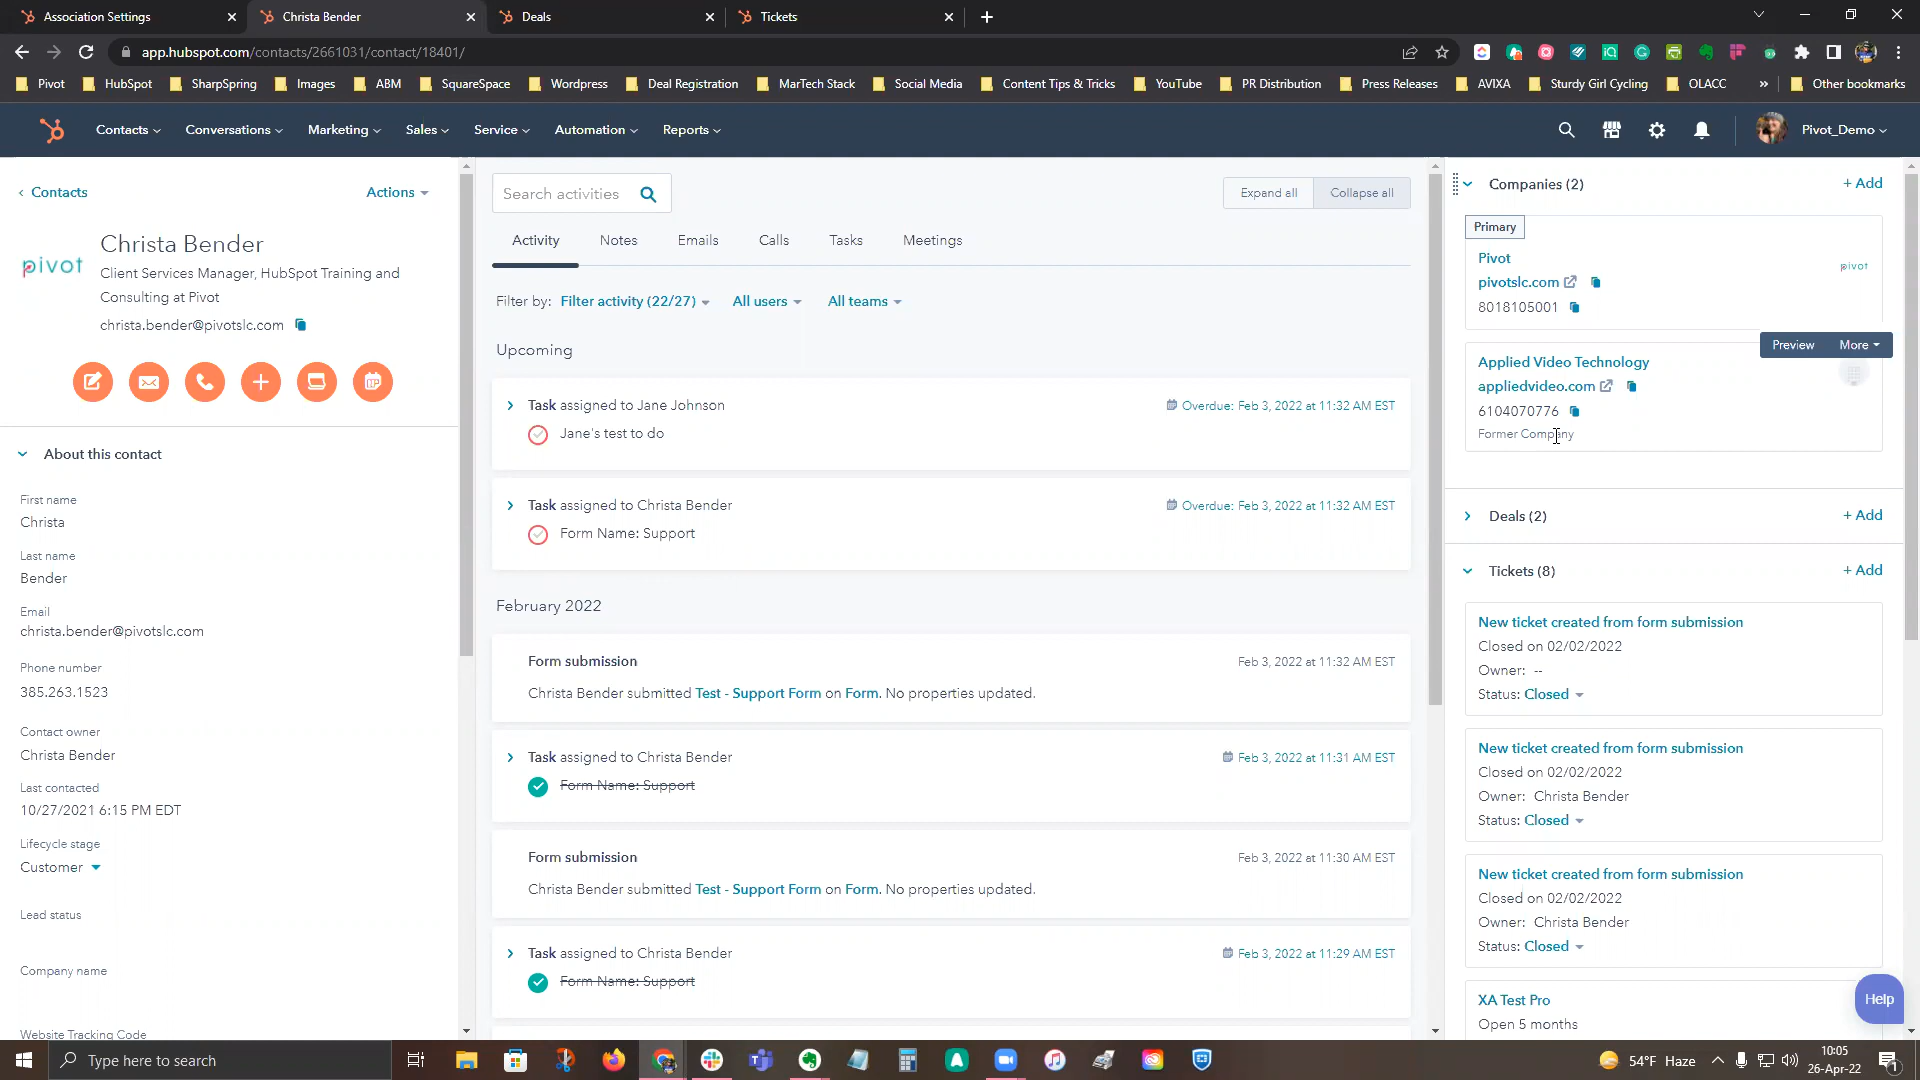 Association Settings
Christa Bender
Deals
Tickets
app.hubspot.com/contacts/2661031/contact/18401/
Pivot
HubSpot
SharpSpring
Images
ABM
SquareSpace
Wordpress
Deal Registration
MarTech Stack
Social Media
Content Tips & Tricks
YouTube
PR Distribution
Press Releases
AVIXA
Sturdy Girl Cycling
OLACC
»
Other bookmarks
Contacts
Conversations
Marketing
Sales
Service
Automation
Reports
Pivot_Demo
Contacts
Actions
pivot
Christa Bender
Client Services Manager, HubSpot Training and
Consulting at Pivot
christa.bender@pivotslc.com
About this contact
First name
Christa
Last name
Bender
Email
christa.bender@pivotslc.com
Phone number
385.263.1523
Contact owner
Christa Bender
Last contacted
10/27/2021 6:15 PM EDT
Lifecycle stage
Customer
Lead status
Company name
Website Tracking Code
Search activities
Expand all
Collapse all
Activity
Notes
Emails
Calls
Tasks
Meetings
Filter by:
Filter activity (22/27)
All users
All teams
Upcoming
Task assigned to Jane Johnson
Overdue: Feb 3, 2022 at 11:32 AM EST
Jane's test to do
Task assigned to Christa Bender
Overdue: Feb 3, 2022 at 11:32 AM EST
Form Name: Support
February 2022
Form submission
Feb 3, 2022 at 11:32 AM EST
Christa Bender submitted Test - Support Form on Form. No properties updated.
Task assigned to Christa Bender
Feb 3, 2022 at 11:31 AM EST
Form Name: Support
Form submission
Feb 3, 2022 at 11:30 AM EST
Christa Bender submitted Test - Support Form on Form. No properties updated.
Task assigned to Christa Bender
Feb 3, 2022 at 11:29 AM EST
Form Name: Support
Companies (2)
+ Add
Primary
Pivot
pivotslc.com
8018105001
pivot
Preview
More
Applied Video Technology
appliedvideo.com
6104070776
Former Company
Deals (2)
+ Add
Tickets (8)
+ Add
New ticket created from form submission
Closed on 02/02/2022
Owner: --
Status: Closed
New ticket created from form submission
Closed on 02/02/2022
Owner: Christa Bender
Status: Closed
New ticket created from form submission
Closed on 02/02/2022
Owner: Christa Bender
Status: Closed
XA Test Pro
Open 5 months
Help
Type here to search
54°F Haze
10:05
26-Apr-22
1